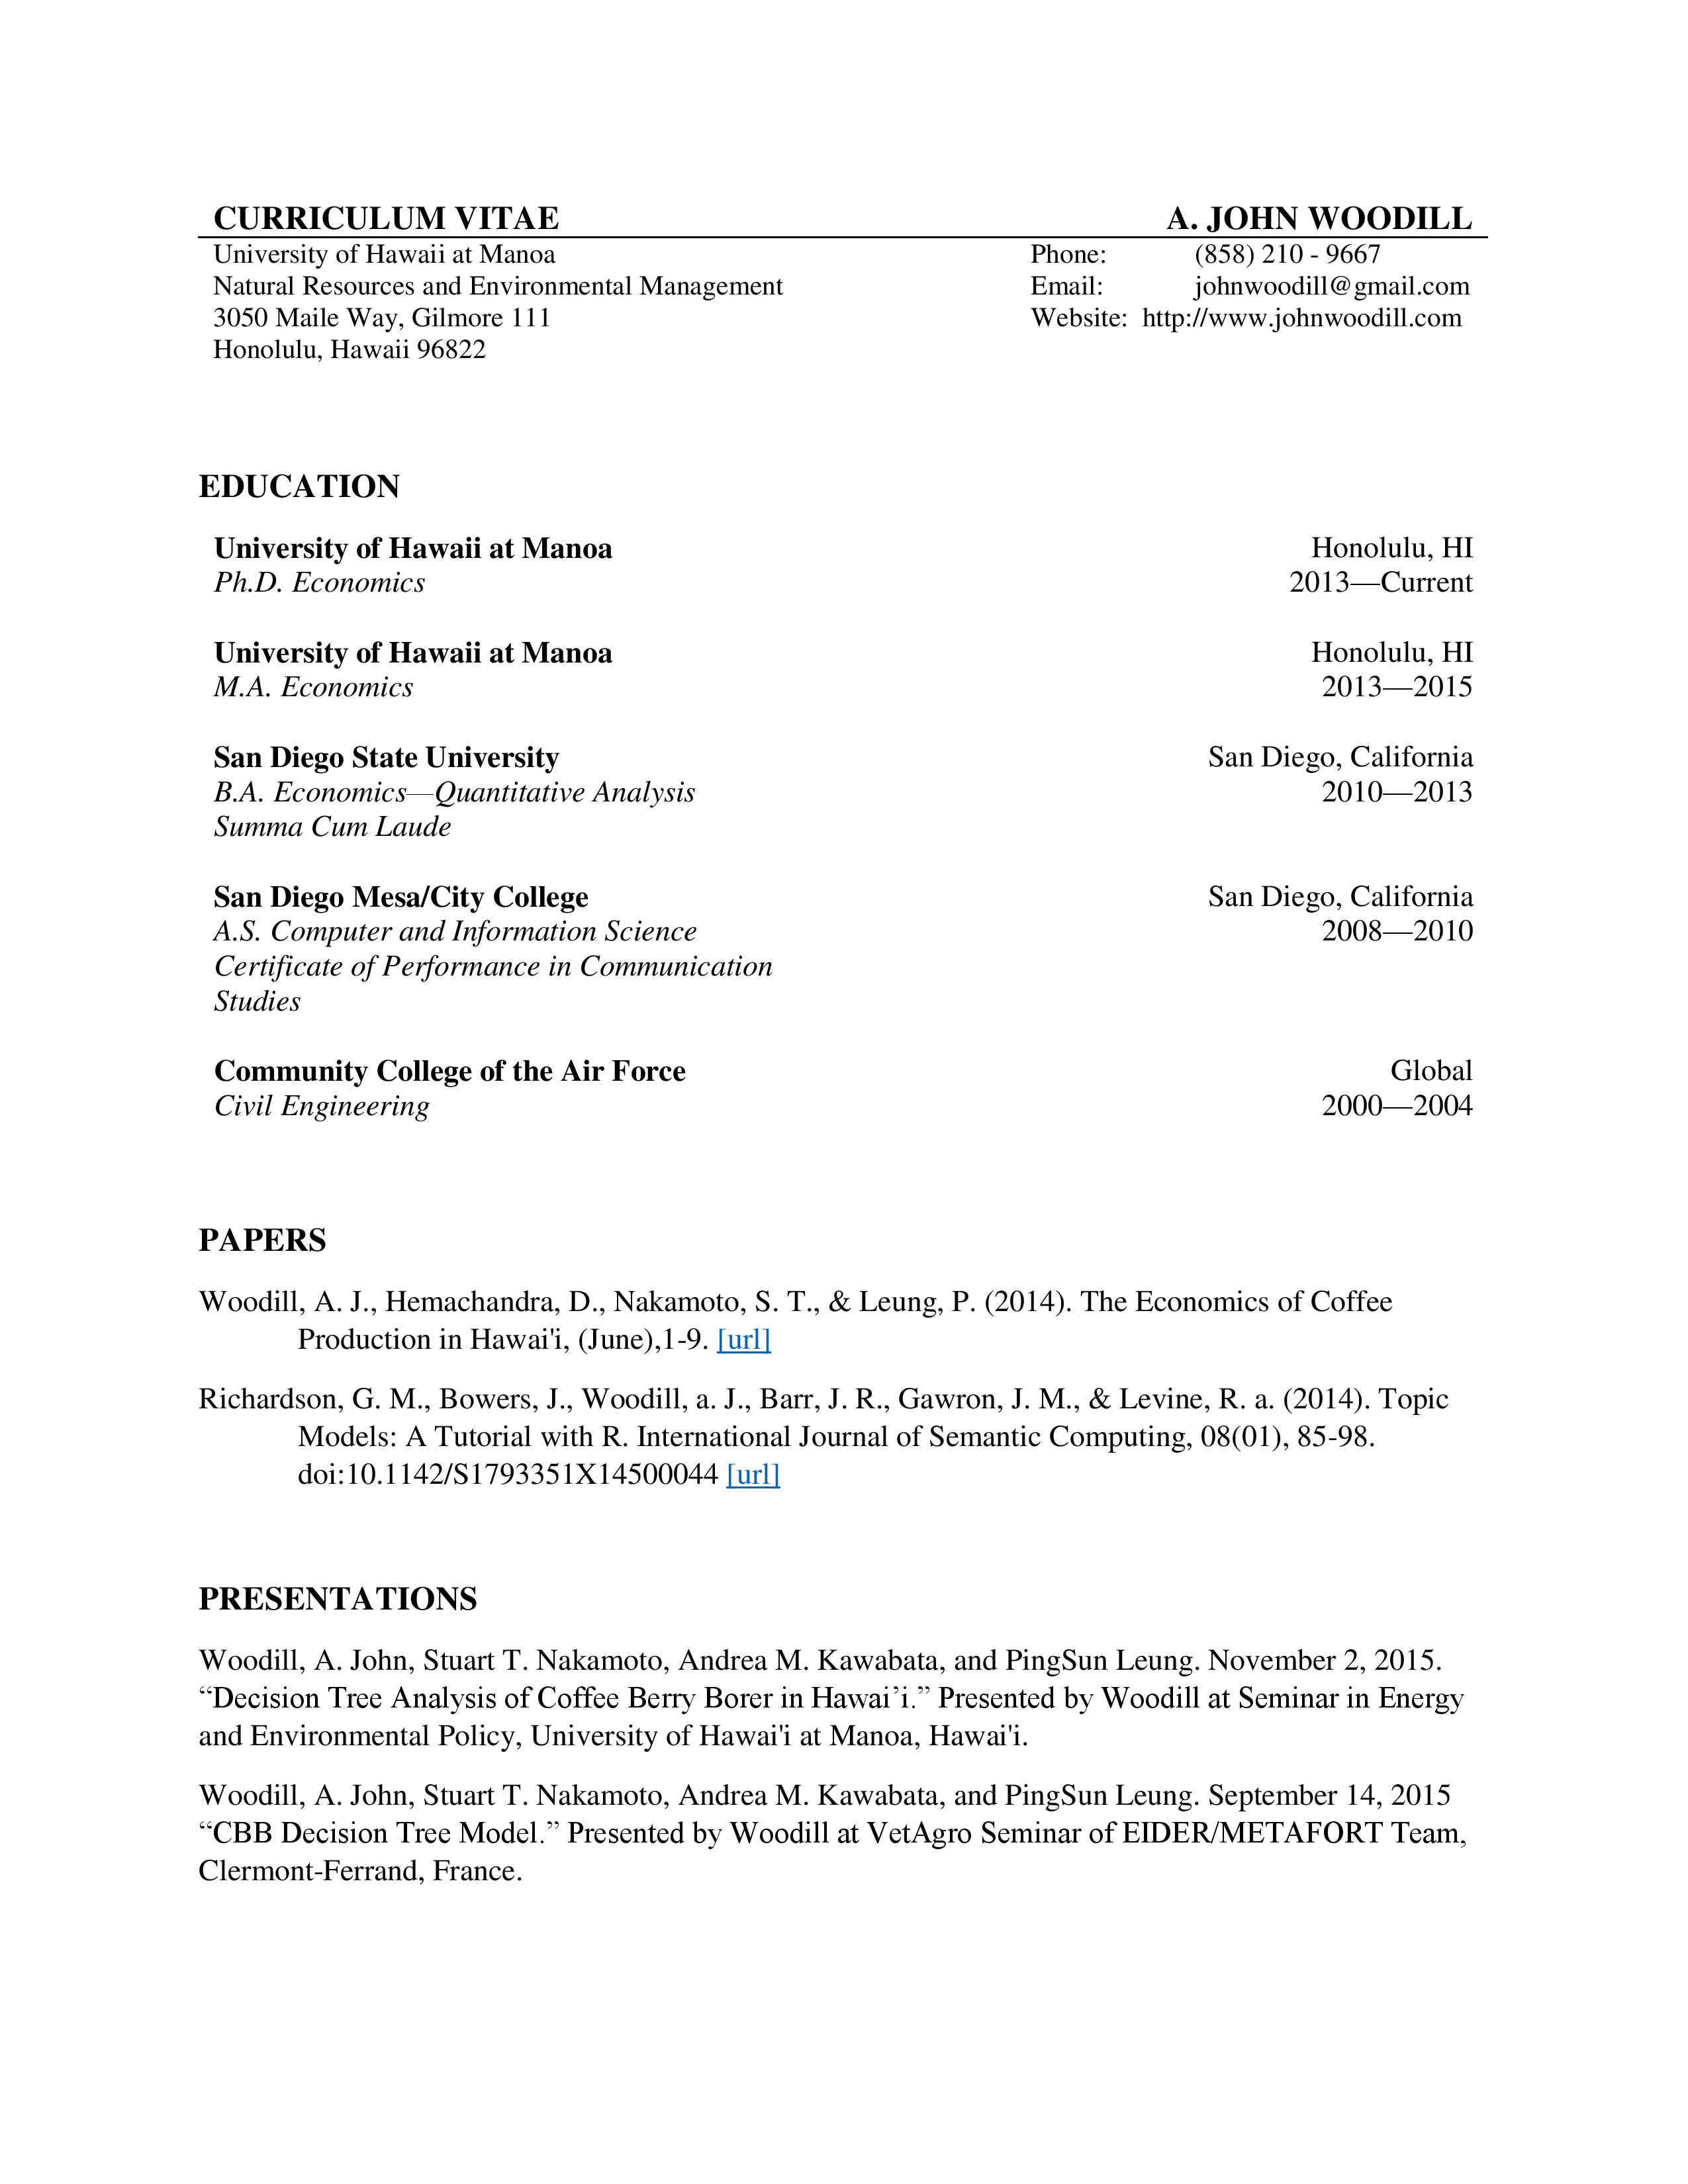 CURRICULUM VITAE A. JOHN WOODILL
University of Hawaii at Manoa Phone: (858) 210 - 9667
Natural Resources and Environmental Management Email: johnwoodill@gmail.com
3050 Maile Way, Gilmore 111 Website: http://www.johnwoodill.com
Honolulu, Hawaii 96822
EDUCATION
University of Hawaii at Manoa Honolulu, HI
Ph.D. Economics 2013—Current
University of Hawaii at Manoa Honolulu, HI
M.A. Economics 2013—2015
San Diego State University San Diego, California
B.A. Economics—Quantitative Analysis 2010—2013
Summa Cum Laude
San Diego Mesa/City College San Diego, California
A.S. Computer and Information Science 2008—2010
Certificate of Performance in Communication
Studies
Community College of the Air Force Global
Civil Engineering 2000—2004
PAPERS
Woodill, A. J., Hemachandra, D., Nakamoto, S. T., & Leung, P. (2014). The Economics of Coffee
Production in Hawai'i, (June),1-9. [url]
Richardson, G. M., Bowers, J., Woodill, a. J., Barr, J. R., Gawron, J. M., & Levine, R. a. (2014). Topic
Models: A Tutorial with R. International Journal of Semantic Computing, 08(01), 85-98.
doi:10.1142/S1793351X14500044 [url]
PRESENTATIONS
Woodill, A. John, Stuart T. Nakamoto, Andrea M. Kawabata, and PingSun Leung. November 2, 2015.
“Decision Tree Analysis of Coffee Berry Borer in Hawai’i.” Presented by Woodill at Seminar in Energy
and Environmental Policy, University of Hawai'i at Manoa, Hawai'i.
Woodill, A. John, Stuart T. Nakamoto, Andrea M. Kawabata, and PingSun Leung. September 14, 2015
“CBB Decision Tree Model.” Presented by Woodill at VetAgro Seminar of EIDER/METAFORT Team,
Clermont-Ferrand, France.